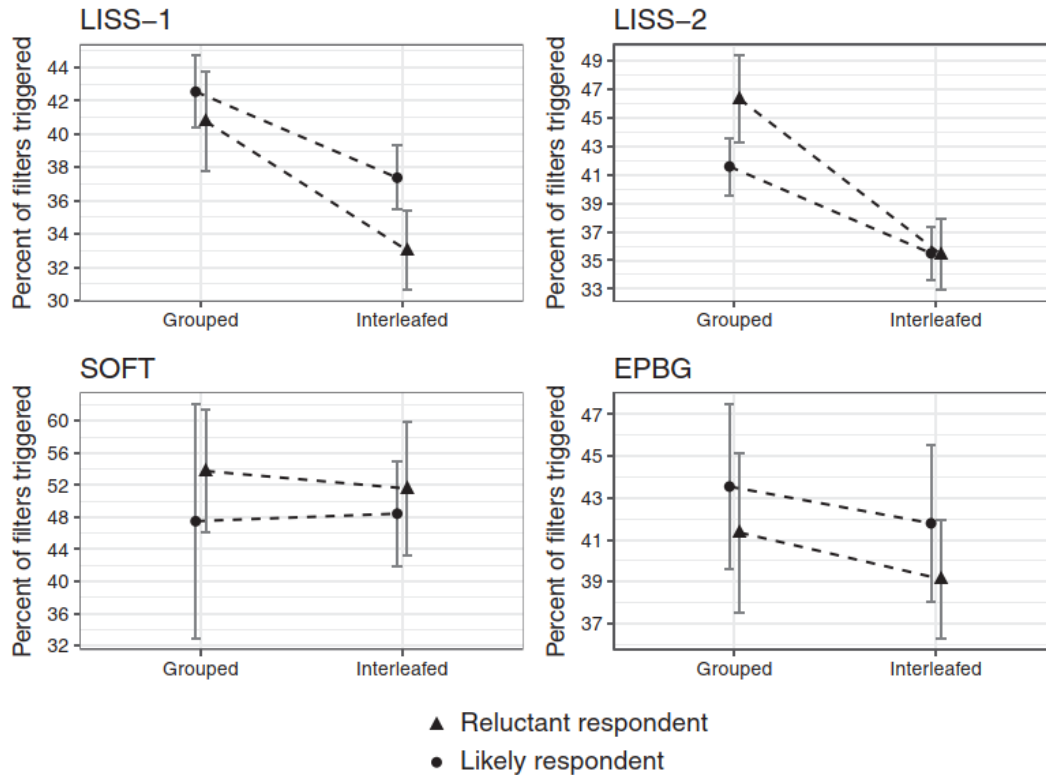 LISS−1
Percent of filters triggered
44
42
40
38
36
34
32
30
Grouped
Interleafed
LISS−2
Percent of filters triggered
49
47
45
43
41
39
37
35
33
Grouped
Interleafed
SOFT
Percent of filters triggered
60
56
52
48
44
40
36
32
Grouped
Interleafed
EPBG
Percent of filters triggered
47
45
43
41
39
37
Grouped
Interleafed
Reluctant respondent
Likely respondent